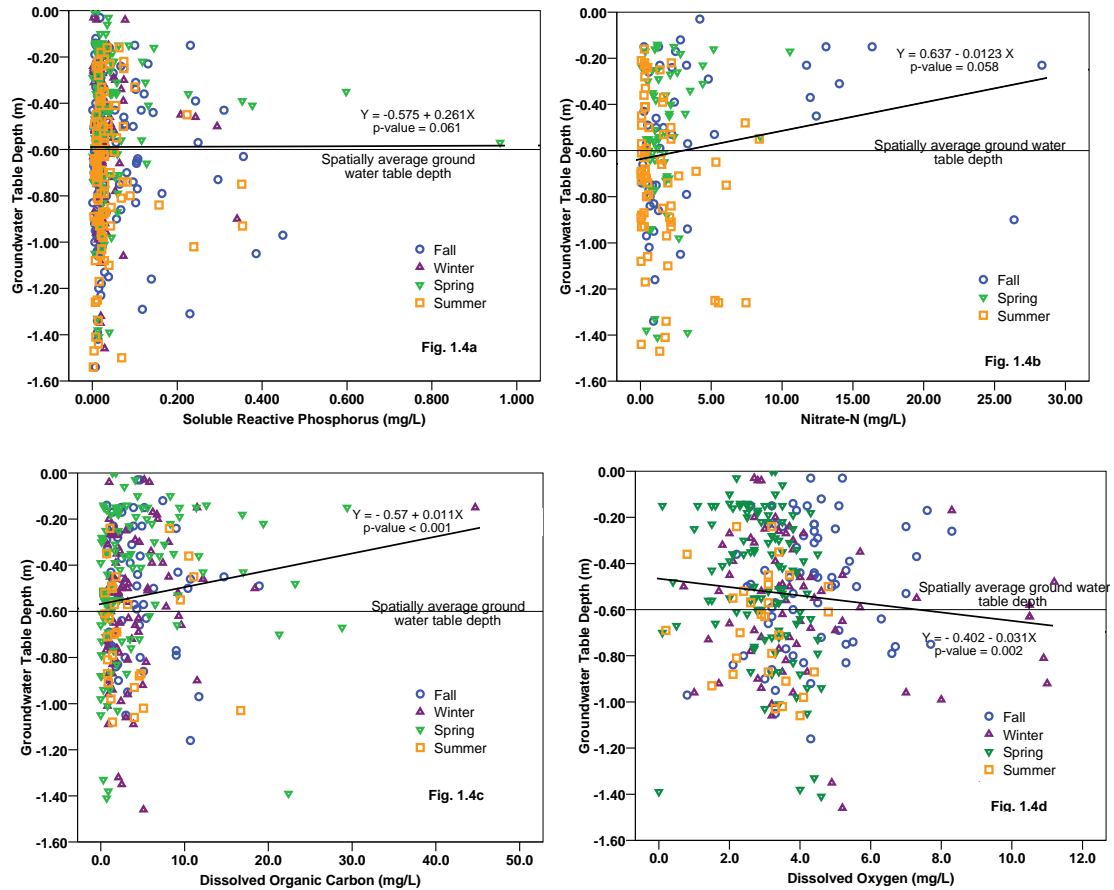 0.00
-0.20
-0.40
-0.60
-0.80
-1.00
-1.20
-1.40
-1.60
Groundwater Table Depth (m)
Y = -0.575 + 0.261X
p-value = 0.061
Spatially average ground
water table depth
Fall
Winter
Spring
Summer
Fig. 1.4a
0.000 0.200 0.400 0.600 0.800 1.000
Soluble Reactive Phosphorus (mg/L)
0.00
-0.20
-0.40
-0.60
-0.80
-1.00
-1.20
-1.40
-1.60
Groundwater Table Depth (m)
Y = 0.637 - 0.0123 X
p-value = 0.058
Spatially average ground water
table depth
Fall
Spring
Summer
Fig. 1.4b
0.00 5.00 10.00 15.00 20.00 25.00 30.00
Nitrate-N (mg/L)
0.00
-0.20
-0.40
-0.60
-0.80
-1.00
-1.20
-1.40
-1.60
Groundwater Table Depth (m)
Y = - 0.57 + 0.011X
p-value < 0.001
Spatially average ground
water table depth
Fall
Winter
Spring
Summer
Fig. 1.4c
0.0 10.0 20.0 30.0 40.0 50.0
Dissolved Organic Carbon (mg/L)
0.00
-0.20
-0.40
-0.60
-0.80
-1.00
-1.20
-1.40
-1.60
Groundwater Table Depth (m)
Spatially average ground water
table depth
Y = - 0.402 - 0.031X
p-value = 0.002
Fall
Winter
Spring
Summer
Fig. 1.4d
0.0 2.0 4.0 6.0 8.0 10.0 12.0
Dissolved Oxygen (mg/L)